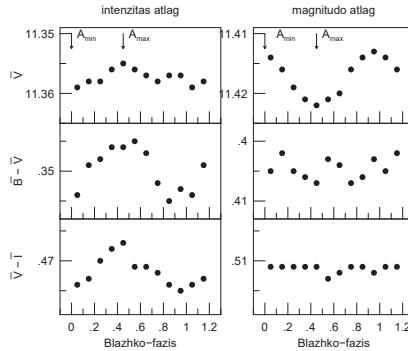 intenzitas atlag
magnitudo atlag
11.35
A_min
A_max
11.36
V̅
11.41
A_min
A_max
11.42
.35
B̅ − V̅
.4
.41
.47
V̅ − I̅
.51
0 .2 .4 .6 .8 1 1.2
0 .2 .4 .6 .8 1 1.2
Blazhko−fazis
Blazhko−fazis